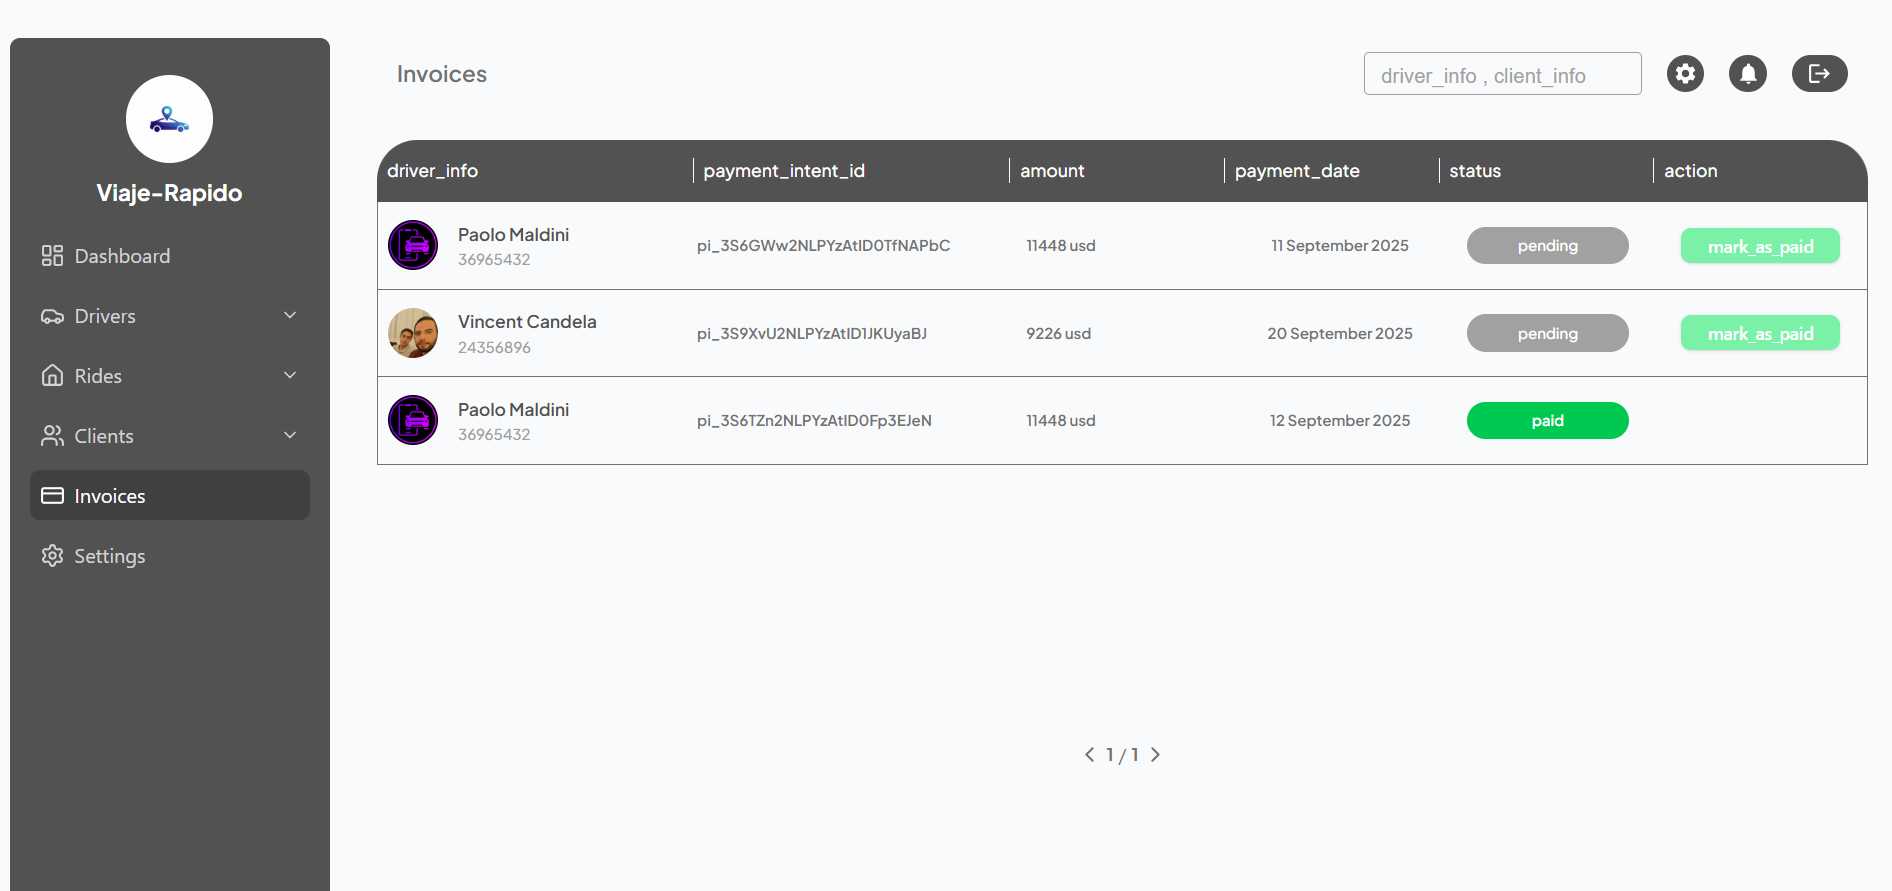 Viaje-Rapido
Dashboard
Drivers
Rides
Clients
Invoices
Settings
Invoices
driver_info , client_info
driver_info payment_intent_id amount payment_date status action
Paolo Maldini
36965432
pi_3S6GWw2NLPYzAtID0TfNAPbC 11448 usd 11 September 2025 pending mark_as_paid
Vincent Candela
24356896
pi_3S9XvU2NLPYzAtID1JKUyaBJ 9226 usd 20 September 2025 pending mark_as_paid
Paolo Maldini
36965432
pi_3S6TZn2NLPYzAtID0Fp3EJeN 11448 usd 12 September 2025 paid
1 / 1